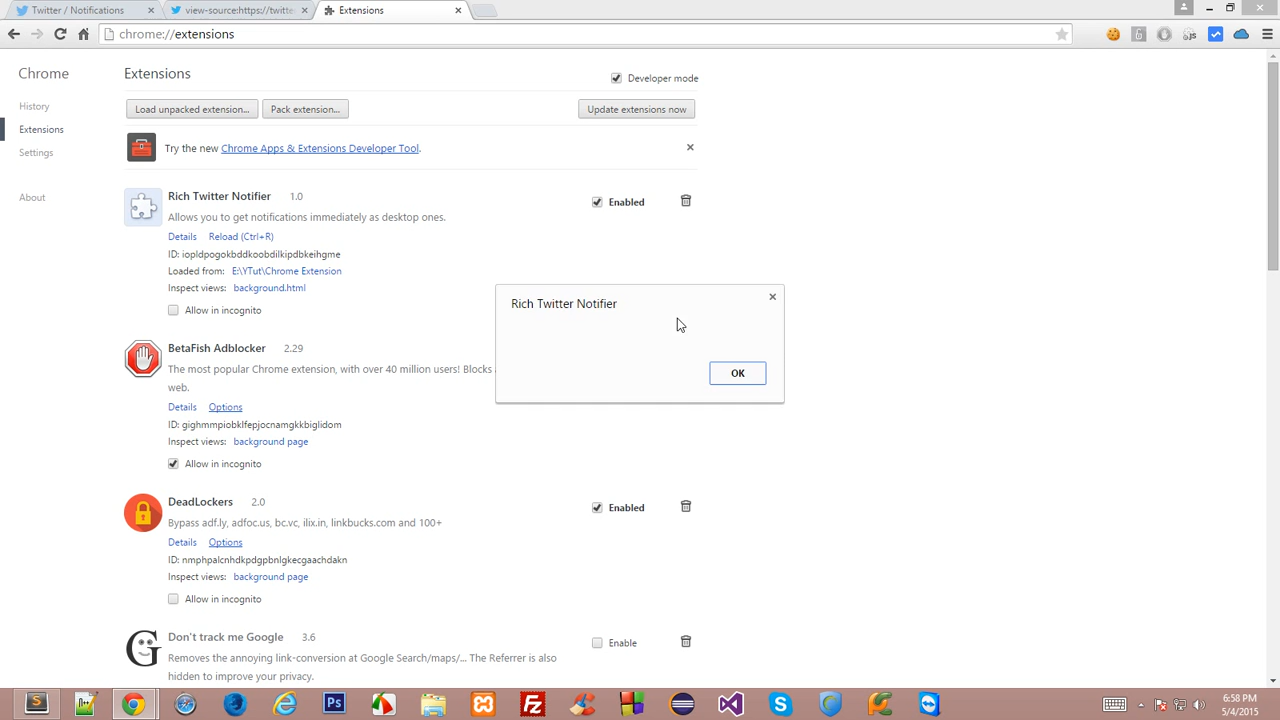 Twitter / Notifications
view-source:https://twitte
Extensions
chrome://extensions
Chrome
History
Extensions
Settings
About
Extensions
Developer mode
Load unpacked extension...
Pack extension...
Update extensions now
Try the new Chrome Apps & Extensions Developer Tool.
Rich Twitter Notifier 1.0
Enabled
Allows you to get notifications immediately as desktop ones.
Details Reload (Ctrl+R)
ID: iopldpogokbddkoobdilkipdbkeihgme
Loaded from: E:\YTut\Chrome Extension
Inspect views: background.html
Allow in incognito
Rich Twitter Notifier
OK
BetaFish Adblocker 2.29
The most popular Chrome extension, with over 40 million users! Blocks
web.
Details Options
ID: gighmmpiobklfepjocnamgkkbiglidom
Inspect views: background page
Allow in incognito
DeadLockers 2.0
Enabled
Bypass adf.ly, adfoc.us, bc.vc, ilix.in, linkbucks.com and 100+
Details Options
ID: nmphpalcnhdkpdgpbnlgkecgaachdakn
Inspect views: background page
Allow in incognito
Don't track me Google 3.6
Enable
Removes the annoying link-conversion at Google Search/maps/... The Referrer is also
hidden to improve your privacy.
Ps
Fz
6:58 PM
5/4/2015